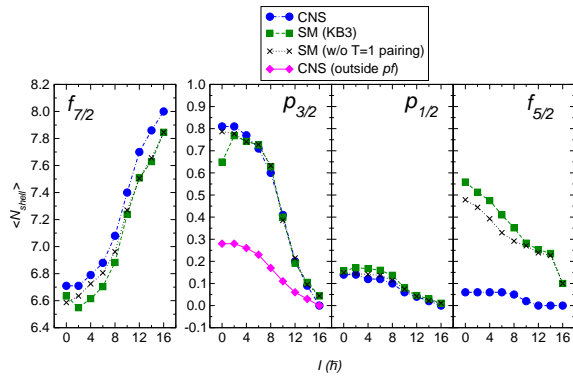 CNS
SM (KB3)
SM (w/o T=1 pairing)
CNS (outside pf)
f7/2
p3/2
p1/2
f5/2
<Nshell>
8.2
8.0
7.8
7.6
7.4
7.2
7.0
6.8
6.6
6.4
1.0
0.9
0.8
0.7
0.6
0.5
0.4
0.3
0.2
0.1
0.0
-0.1
0 4 8 12 16
0 4 8 12 16
0 4 8 12 16
0 4 8 12 16
I (ħ)